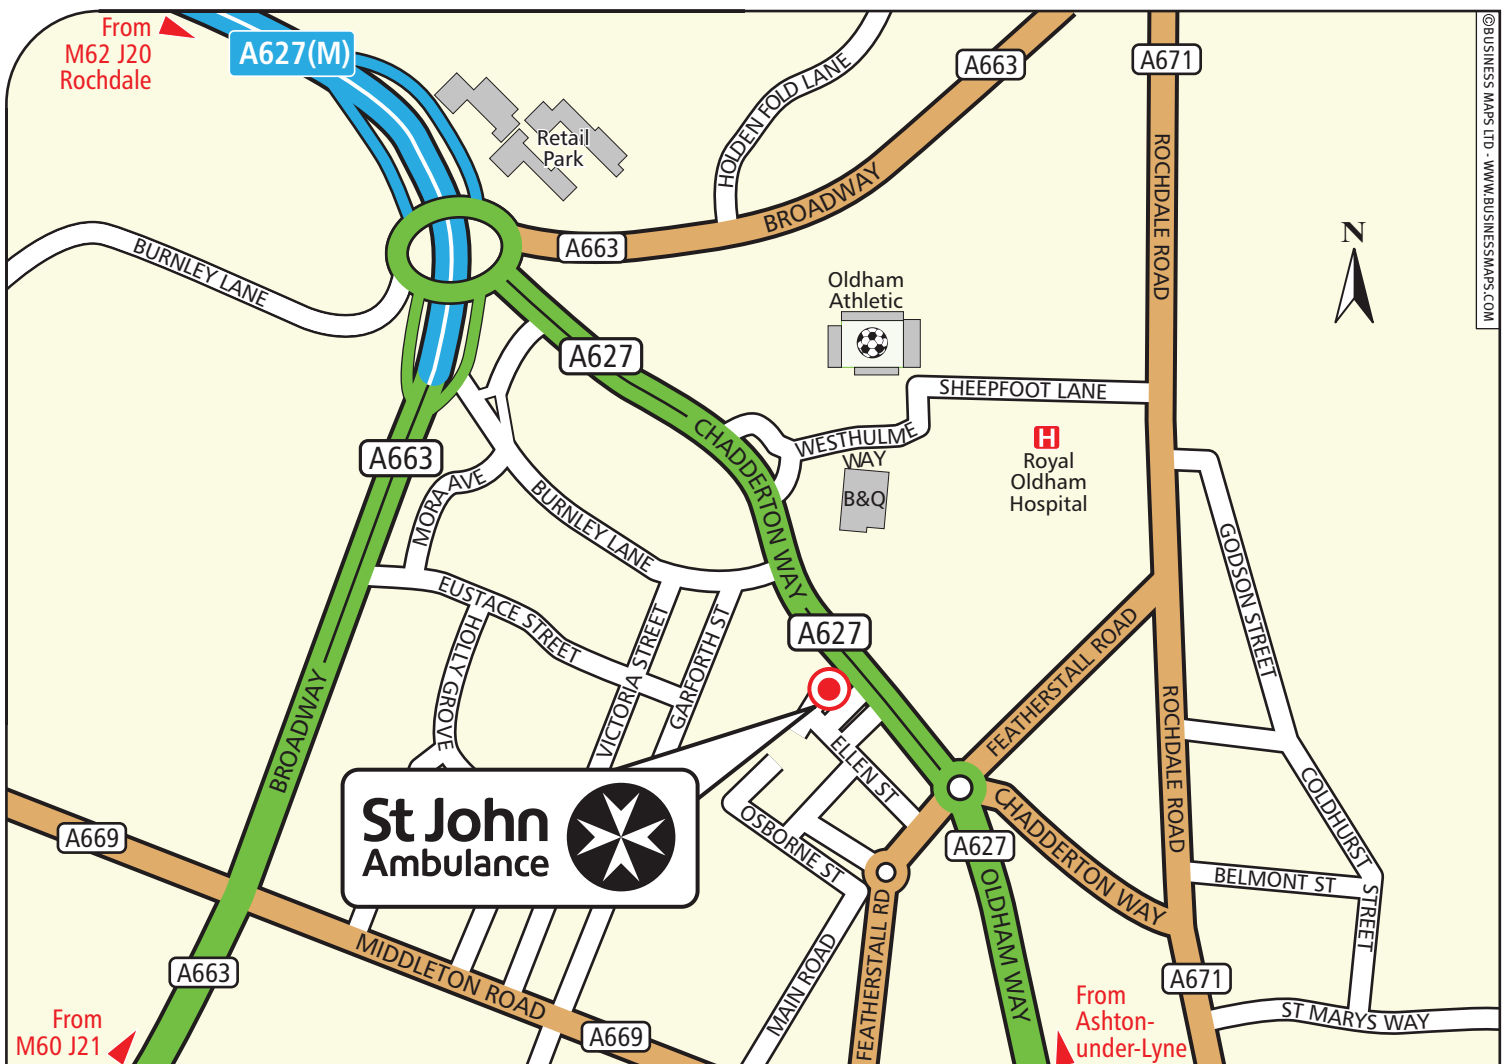 From
M62 J20
Rochdale
A627(M)
Retail
Park
HOLDEN FOLD LANE
A663
A671
©BUSINESS MAPS LTD - WWW.BUSINESSMAPS.COM
ROCHDALE ROAD
BROADWAY
A663
BURNLEY LANE
N
Oldham
Athletic
A627
SHEEPFOOT LANE
CHADDERTON WAY
WESTHULME
WAY
B&Q
Royal
Oldham
Hospital
H
A663
MORA AVE
BURNLEY LANE
GODSON STREET
EUSTACE STREET
HOLLY GROVE
VICTORIA STREET
GARFORTH ST
A627
FEATHERSTALL ROAD
BROADWAY
ROCHDALE ROAD
ELLEN ST
COLDHURST
STREET
St John
Ambulance
OSBORNE ST
A627
CHADDERTON WAY
A669
BELMONT ST
OLDHAM WAY
FEATHERSTALL RD
MIDDLETON ROAD
MAIN ROAD
A663
A671
From
M60 J21
A669
From
Ashton-
under-Lyne
ST MARYS WAY